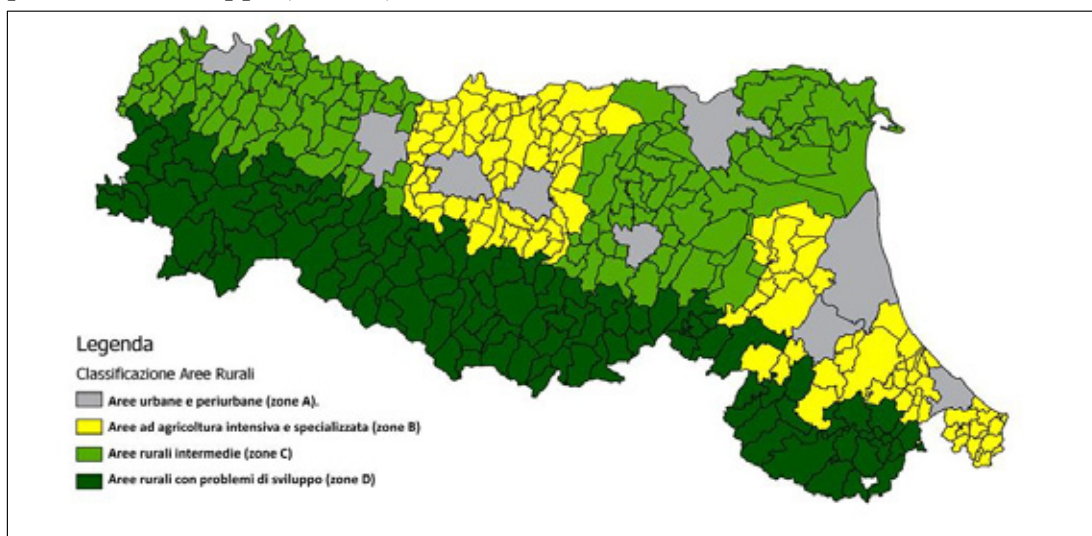 Legenda
Classificazione Aree Rurali
Aree urbane e periurbane (zone A).
Aree ad agricoltura intensiva e specializzata (zone B)
Aree rurali intermedie (zone C)
Aree rurali con problemi di sviluppo (zone D)